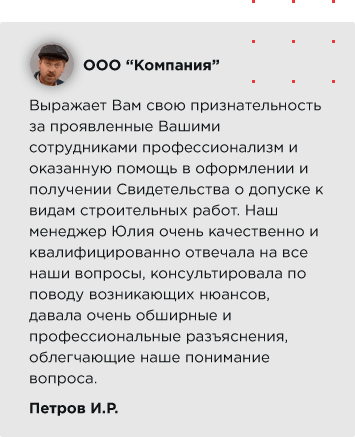 ООО “Компания”
Выражает Вам свою признательность
за проявленные Вашими
сотрудниками профессионализм и
оказанную помощь в оформлении и
получении Свидетельства о допуске к
видам строительных работ. Наш
менеджер Юлия очень качественно и
квалифицированно отвечала на все
наши вопросы, консультировала по
поводу возникающих нюансов,
давала очень обширные и
профессиональные разъяснения,
облегчающие наше понимание
вопроса.
Петров И.Р.